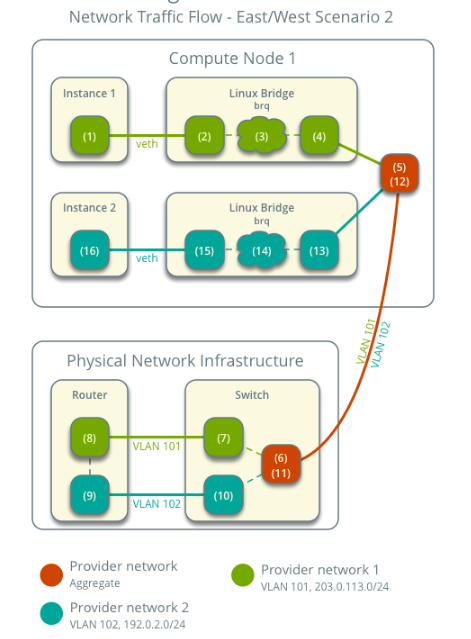 Network Traffic Flow - East/West Scenario 2
Compute Node 1
Instance 1
Linux Bridge
brq
(1)
(2)
(3)
(4)
veth
(5)
(12)
Instance 2
Linux Bridge
brq
(16)
(15)
(14)
(13)
veth
VLAN 101
VLAN 102
Physical Network Infrastructure
Router
Switch
(8)
(7)
VLAN 101
(6)
(11)
(9)
(10)
VLAN 102
Provider network
Aggregate
Provider network 1
VLAN 101, 203.0.113.0/24
Provider network 2
VLAN 102, 192.0.2.0/24